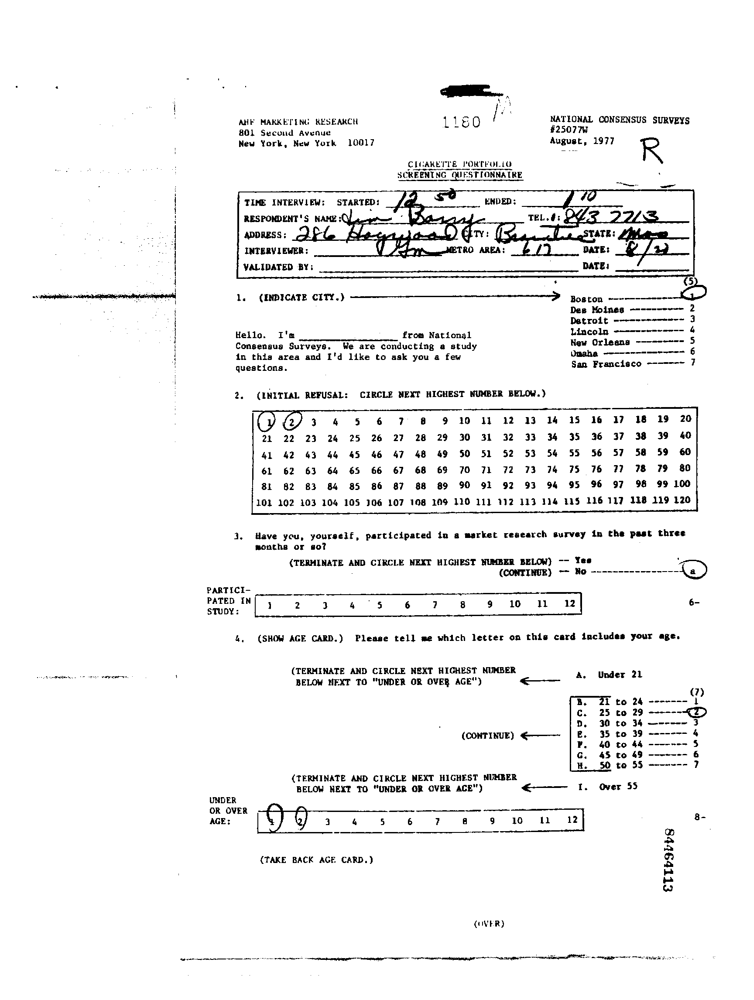 1180 M
AHF MARKETING RESEARCH
801 Second Avenue
New York, New York 10017
NATIONAL CONSENSUS SURVEYS
#25077W
August, 1977
R
CIGARETTE PORTFOLIO
SCREENING QUESTIONNAIRE
TIME INTERVIEW: STARTED: 12 50 ENDED: 1 10
RESPONDENT'S NAME: Jim Barry TEL.#: 843 7713
ADDRESS: 286 CITY: STATE: Mass
INTERVIEWER: METRO AREA: 617 DATE: 8/23
VALIDATED BY: DATE:
(5)
1. (INDICATE CITY.)
Boston 1
Des Moines 2
Detroit 3
Lincoln 4
New Orleans 5
Omaha 6
San Francisco 7
Hello. I'm ____________ from National
Consensus Surveys. We are conducting a study
in this area and I'd like to ask you a few
questions.
2. (INITIAL REFUSAL: CIRCLE NEXT HIGHEST NUMBER BELOW.)
1 2 3 4 5 6 7 8 9 10 11 12 13 14 15 16 17 18 19 20
21 22 23 24 25 26 27 28 29 30 31 32 33 34 35 36 37 38 39 40
41 42 43 44 45 46 47 48 49 50 51 52 53 54 55 56 57 58 59 60
61 62 63 64 65 66 67 68 69 70 71 72 73 74 75 76 77 78 79 80
81 82 83 84 85 86 87 88 89 90 91 92 93 94 95 96 97 98 99 100
101 102 103 104 105 106 107 108 109 110 111 112 113 114 115 116 117 118 119 120
3. Have you, yourself, participated in a market research survey in the past three
months or so?
(TERMINATE AND CIRCLE NEXT HIGHEST NUMBER BELOW) -- Yes
(CONTINUE) -- No a
PARTICI-
PATED IN
STUDY: 1 2 3 4 5 6 7 8 9 10 11 12
6-
4. (SHOW AGE CARD.) Please tell me which letter on this card includes your age.
(TERMINATE AND CIRCLE NEXT HIGHEST NUMBER
BELOW NEXT TO "UNDER OR OVER AGE")
A. Under 21
(7)
B. 21 to 24 1
C. 25 to 29 2
D. 30 to 34 3
(CONTINUE)
E. 35 to 39 4
F. 40 to 44 5
G. 45 to 49 6
H. 50 to 55 7
(TERMINATE AND CIRCLE NEXT HIGHEST NUMBER
BELOW NEXT TO "UNDER OR OVER AGE")
I. Over 55
UNDER
OR OVER
AGE: 1 2 3 4 5 6 7 8 9 10 11 12
8-
(TAKE BACK AGE CARD.)
84464113
(OVER)